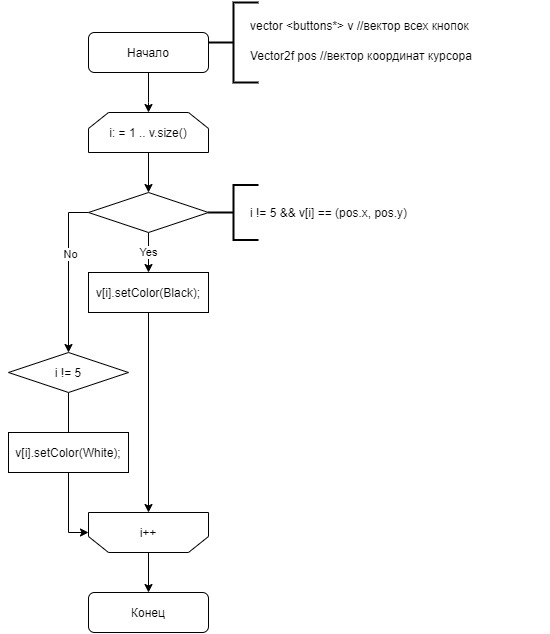 vector <buttons*> v //вектор всех кнопок
Начало
Vector2f pos //вектор координат курсора
i: = 1 .. v.size()
i != 5 && v[i] == (pos.x, pos.y)
No
Yes
v[i].setColor(Black);
i != 5
v[i].setColor(White);
i++
Конец